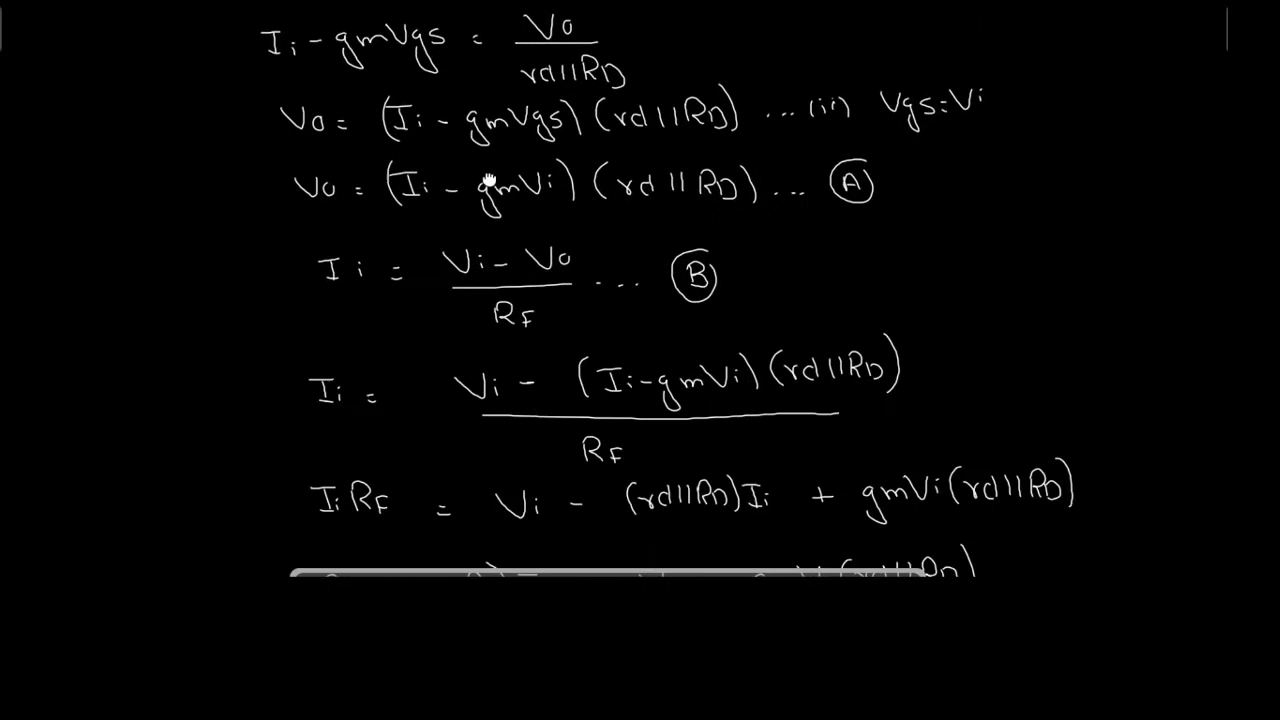 Ii - gmVgs = Vo / rd||RD
Vo = (Ii - gmVgs) (rd||RD) ... (ii) Vgs=Vi
Vo = (Ii - gmVi) (rd || RD) ... (A)
Ii = Vi - Vo / RF ... (B)
Ii = Vi - (Ii-gmVi)(rd||RD) / RF
IiRF = Vi - (rd||RD)Ii + gmVi(rd||RD)